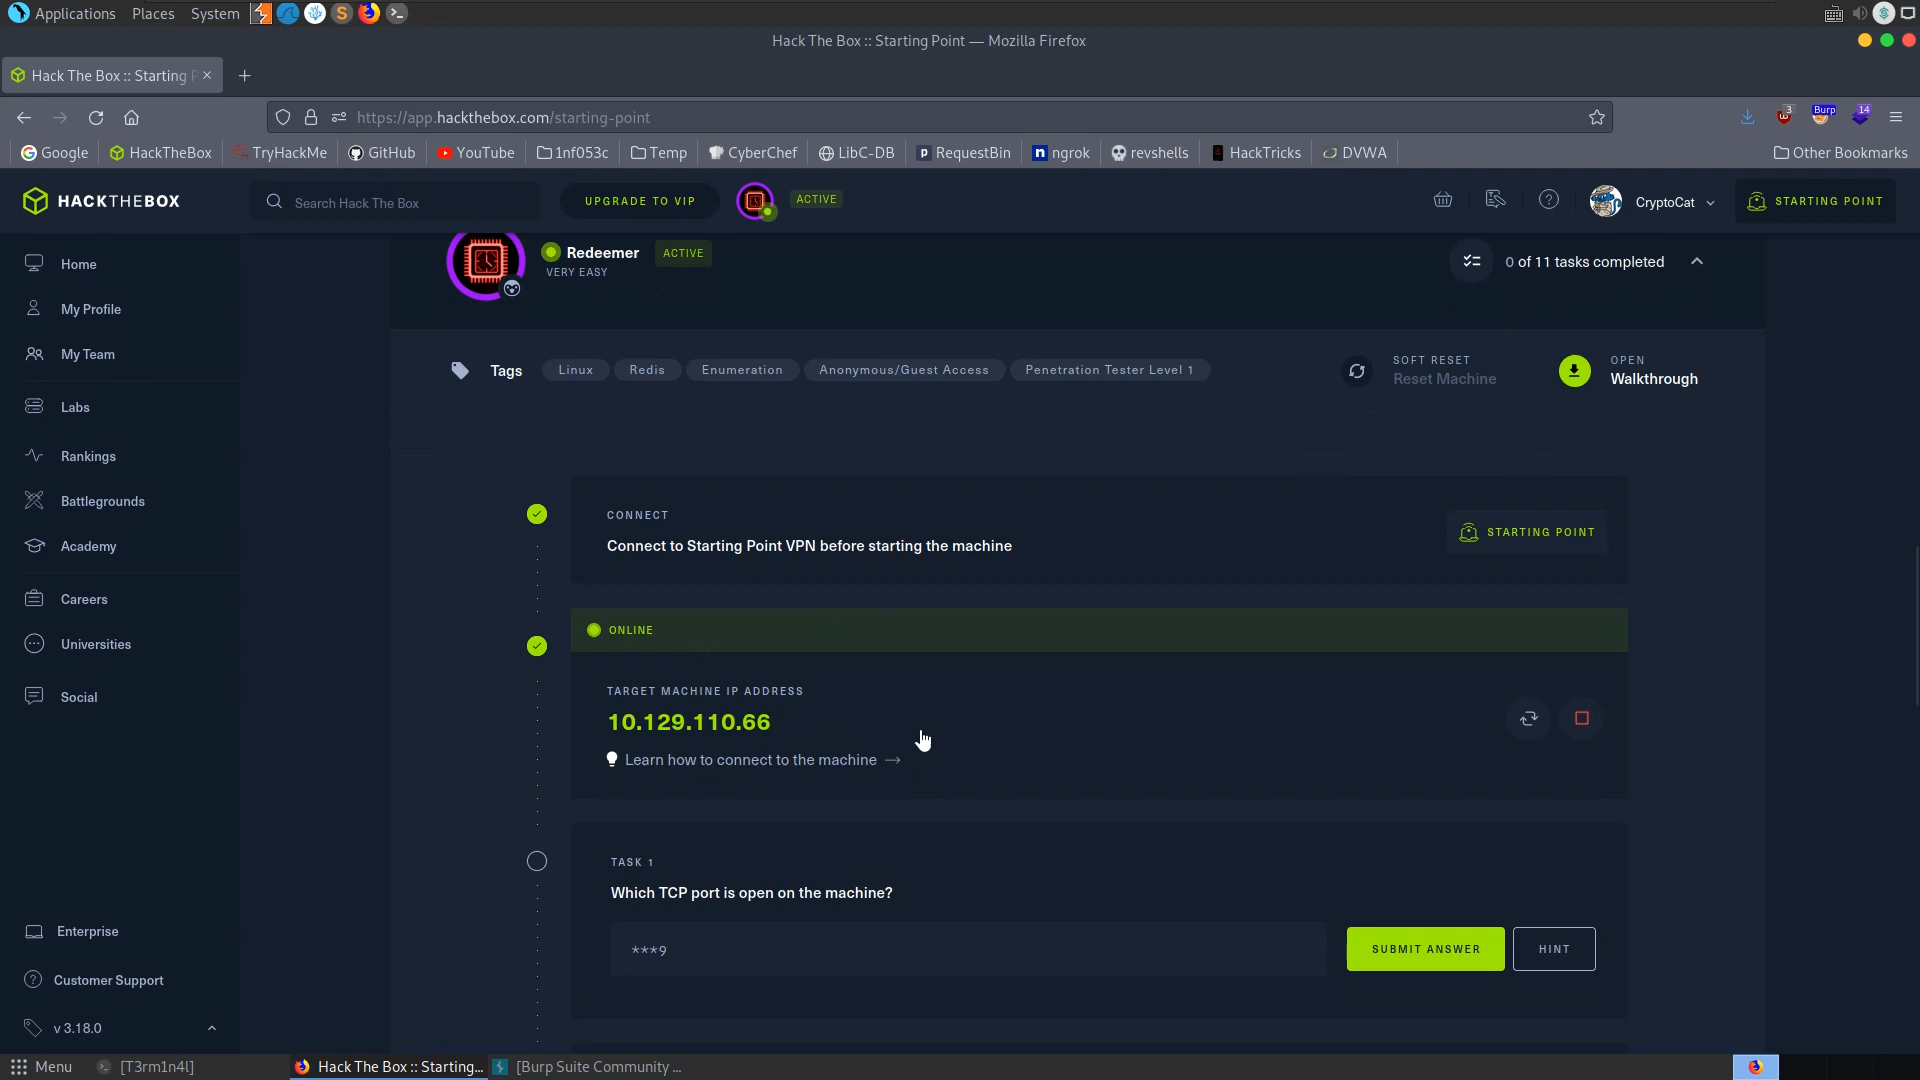 Applications Places System
Hack The Box :: Starting Point — Mozilla Firefox
Hack The Box :: Starting P
https://app.hackthebox.com/starting-point
3
Burp
14
Google HackTheBox TryHackMe GitHub YouTube 1nf053c Temp CyberChef LibC-DB RequestBin ngrok revshells HackTricks DVWA Other Bookmarks
HACKTHEBOX
Search Hack The Box
UPGRADE TO VIP
ACTIVE
CryptoCat
STARTING POINT
Home
My Profile
My Team
Labs
Rankings
Battlegrounds
Academy
Careers
Universities
Social
Enterprise
Customer Support
v 3.18.0
Redeemer ACTIVE
VERY EASY
0 of 11 tasks completed
Tags Linux Redis Enumeration Anonymous/Guest Access Penetration Tester Level 1
SOFT RESET
Reset Machine
OPEN
Walkthrough
CONNECT
Connect to Starting Point VPN before starting the machine
STARTING POINT
ONLINE
TARGET MACHINE IP ADDRESS
10.129.110.66
Learn how to connect to the machine →
TASK 1
Which TCP port is open on the machine?
***9
SUBMIT ANSWER
HINT
Menu [T3rm1n4l] Hack The Box :: Starting... [Burp Suite Community ...